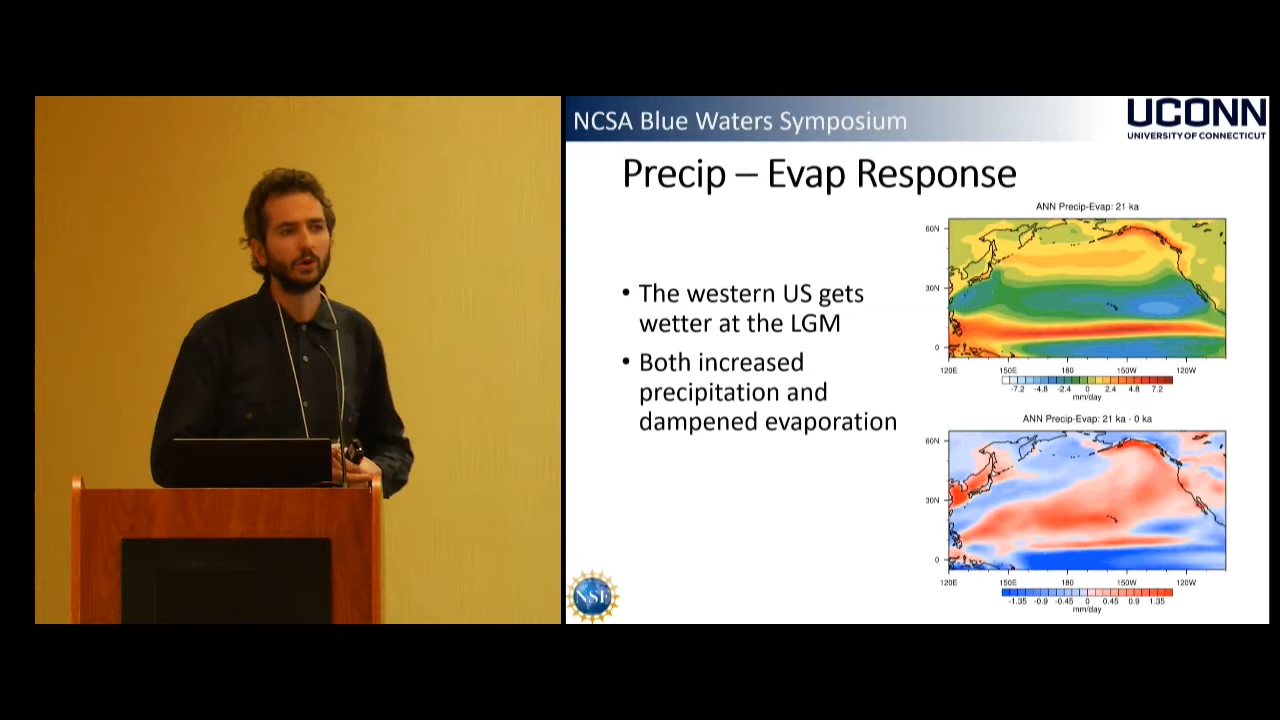 NCSA Blue Waters Symposium
UCONN
UNIVERSITY OF CONNECTICUT
Precip – Evap Response
• The western US gets
wetter at the LGM
• Both increased
precipitation and
dampened evaporation
ANN Precip-Evap: 21 ka
60N
30N
0
120E 150E 180 150W 120W
-7.2 -4.8 -2.4 0 2.4 4.8 7.2
mm/day
ANN Precip-Evap: 21 ka - 0 ka
60N
30N
0
120E 150E 180 150W 120W
-1.35 -0.9 -0.45 0 0.45 0.9 1.35
mm/day
NSF